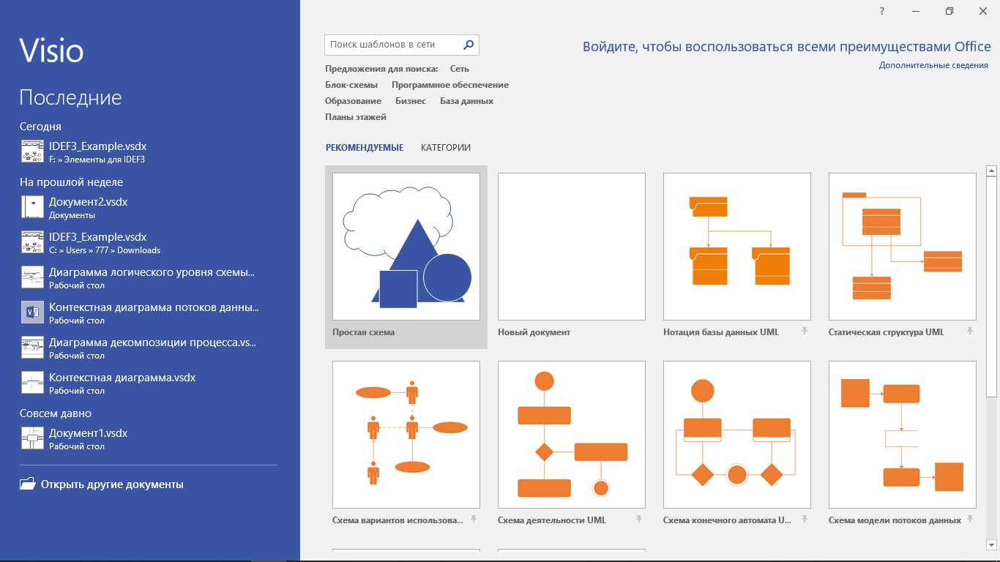 Visio
Последние
Сегодня
IDEF3_Example.vsdx
F: » Элементы для IDEF3
На прошлой неделе
Документ2.vsdx
Документы
IDEF3_Example.vsdx
C: » Users » 777 » Downloads
Диаграмма логического уровня схемы...
Рабочий стол
Контекстная диаграмма потоков данны...
Рабочий стол
Диаграмма декомпозиции процесса.vs...
Рабочий стол
Контекстная диаграмма.vsdx
Рабочий стол
Совсем давно
Документ1.vsdx
Рабочий стол
Открыть другие документы
?
Поиск шаблонов в сети
Войдите, чтобы воспользоваться всеми преимуществами Office
Дополнительные сведения
Предложения для поиска: Сеть
Блок-схемы Программное обеспечение
Образование Бизнес База данных
Планы этажей
РЕКОМЕНДУЕМЫЕ КАТЕГОРИИ
Простая схема
Новый документ
Нотация базы данных UML
Статическая структура UML
Схема вариантов использова...
Схема деятельности UML
Схема конечного автомата U...
Схема модели потоков данных